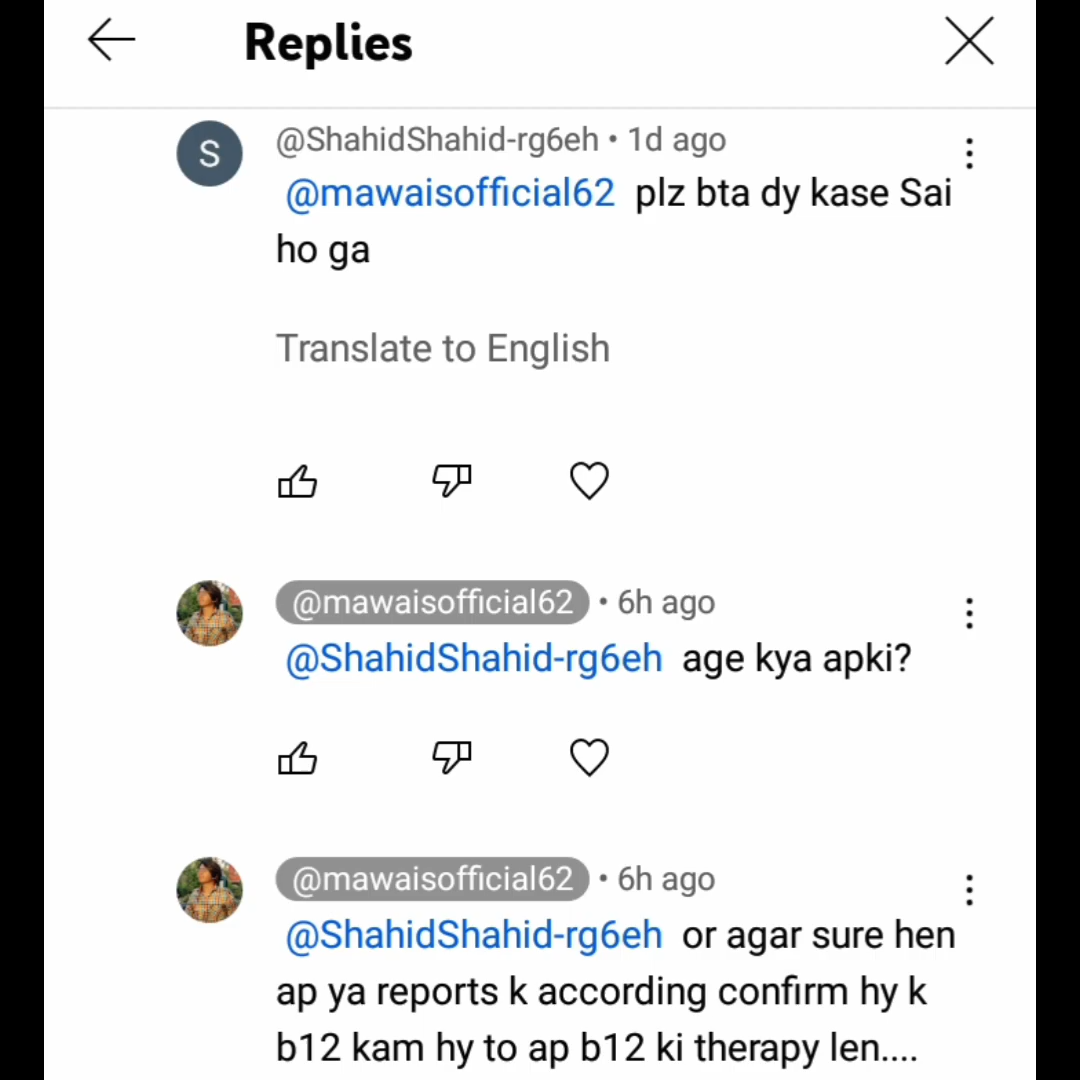 Replies
S
@ShahidShahid-rg6eh • 1d ago
@mawaisofficial62 plz bta dy kase Sai
ho ga
Translate to English
@mawaisofficial62 • 6h ago
@ShahidShahid-rg6eh age kya apki?
@mawaisofficial62 • 6h ago
@ShahidShahid-rg6eh or agar sure hen
ap ya reports k according confirm hy k
b12 kam hy to ap b12 ki therapy len....